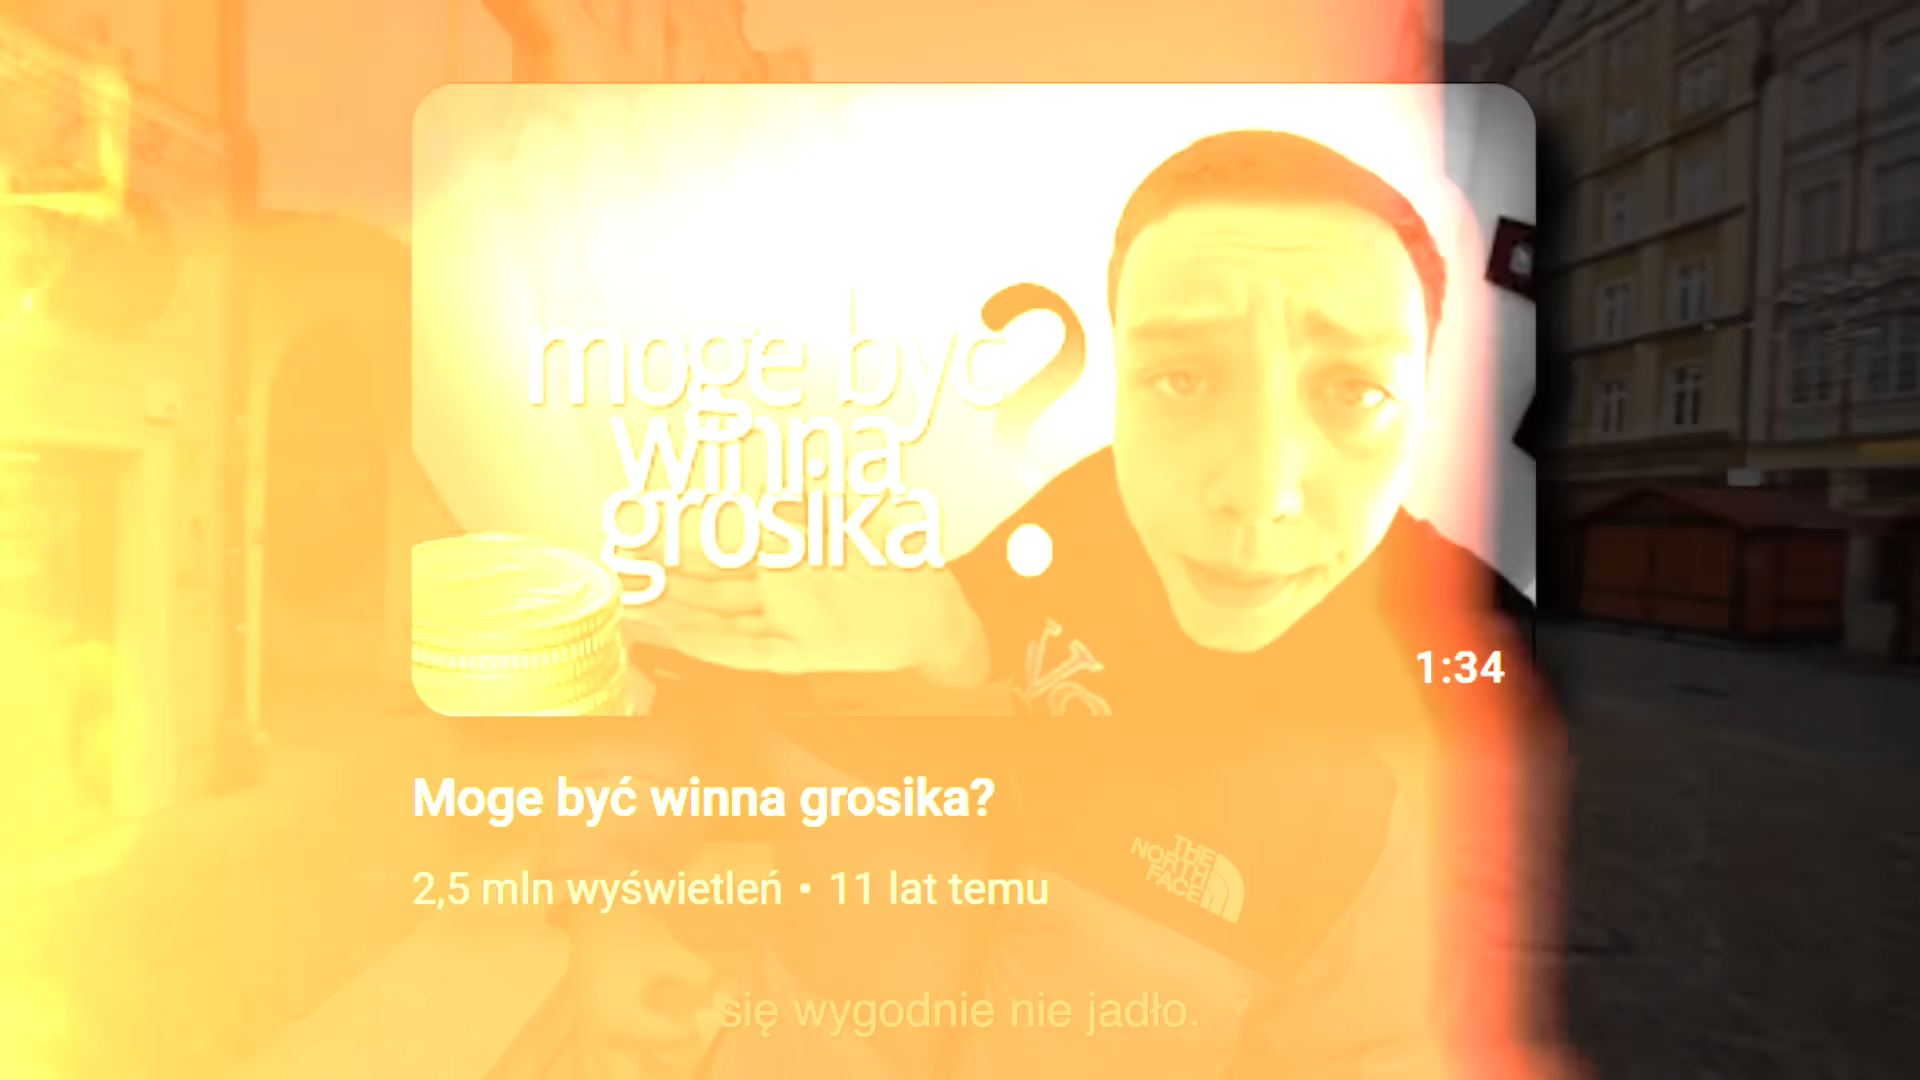 moge być
winna
grosika
?
1:34
Moge być winna grosika?
2,5 mln wyświetleń • 11 lat temu
THE
NORTH
FACE
się wygodnie nie jadło.